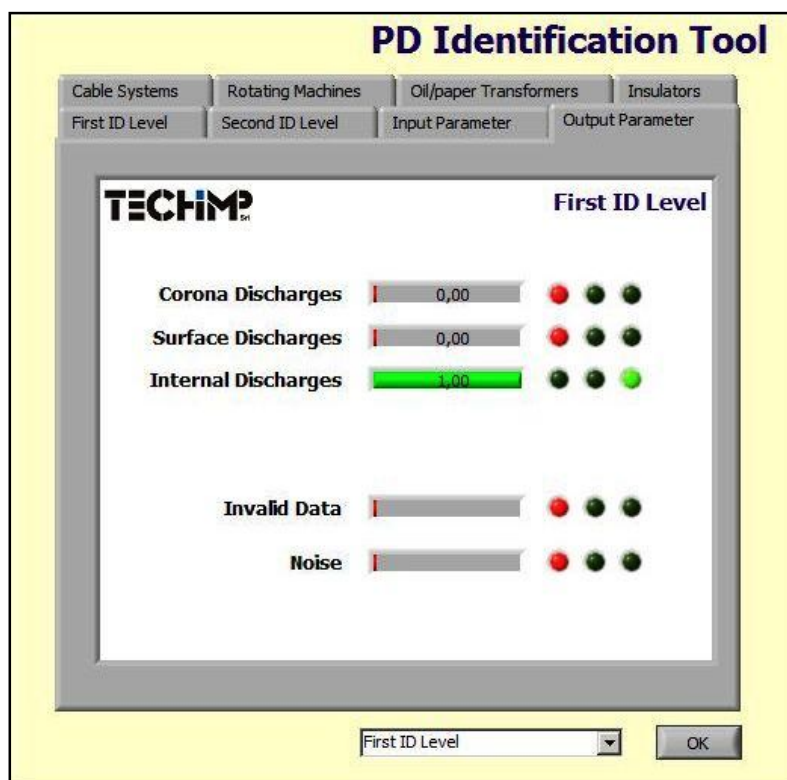 PD Identification Tool
Cable Systems Rotating Machines Oil/paper Transformers Insulators
First ID Level Second ID Level Input Parameter Output Parameter
TECHIMP Srl First ID Level
Corona Discharges 0,00
Surface Discharges 0,00
Internal Discharges 1,00
Invalid Data
Noise
First ID Level OK